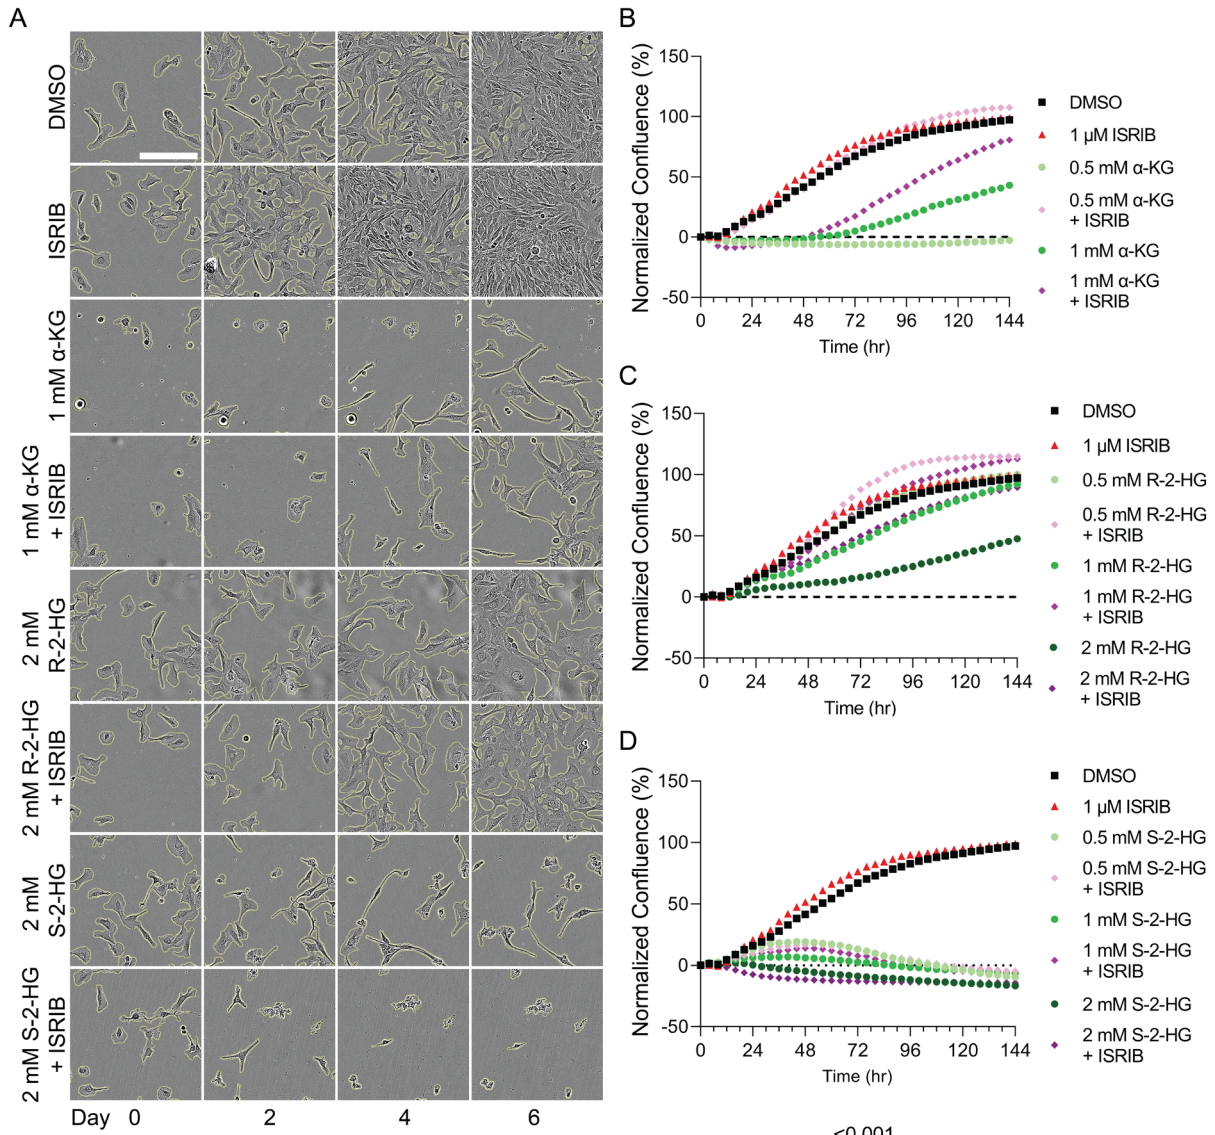 A
DMSO
ISRIB
1 mM α-KG
1 mM α-KG
+ ISRIB
2 mM
R-2-HG
2 mM R-2-HG
+ ISRIB
2 mM
S-2-HG
2 mM S-2-HG
+ ISRIB
Day 0 2 4 6
B
Normalized Confluence (%)
150
100
50
0
-50
0 24 48 72 96 120 144
Time (hr)
DMSO
1 µM ISRIB
0.5 mM α-KG
0.5 mM α-KG
+ ISRIB
1 mM α-KG
1 mM α-KG
+ ISRIB
C
Normalized Confluence (%)
150
100
50
0
-50
0 24 48 72 96 120 144
Time (hr)
DMSO
1 µM ISRIB
0.5 mM R-2-HG
0.5 mM R-2-HG
+ ISRIB
1 mM R-2-HG
1 mM R-2-HG
+ ISRIB
2 mM R-2-HG
2 mM R-2-HG
+ ISRIB
D
Normalized Confluence (%)
150
100
50
0
-50
0 24 48 72 96 120 144
Time (hr)
DMSO
1 µM ISRIB
0.5 mM S-2-HG
0.5 mM S-2-HG
+ ISRIB
1 mM S-2-HG
1 mM S-2-HG
+ ISRIB
2 mM S-2-HG
2 mM S-2-HG
+ ISRIB
<0.001